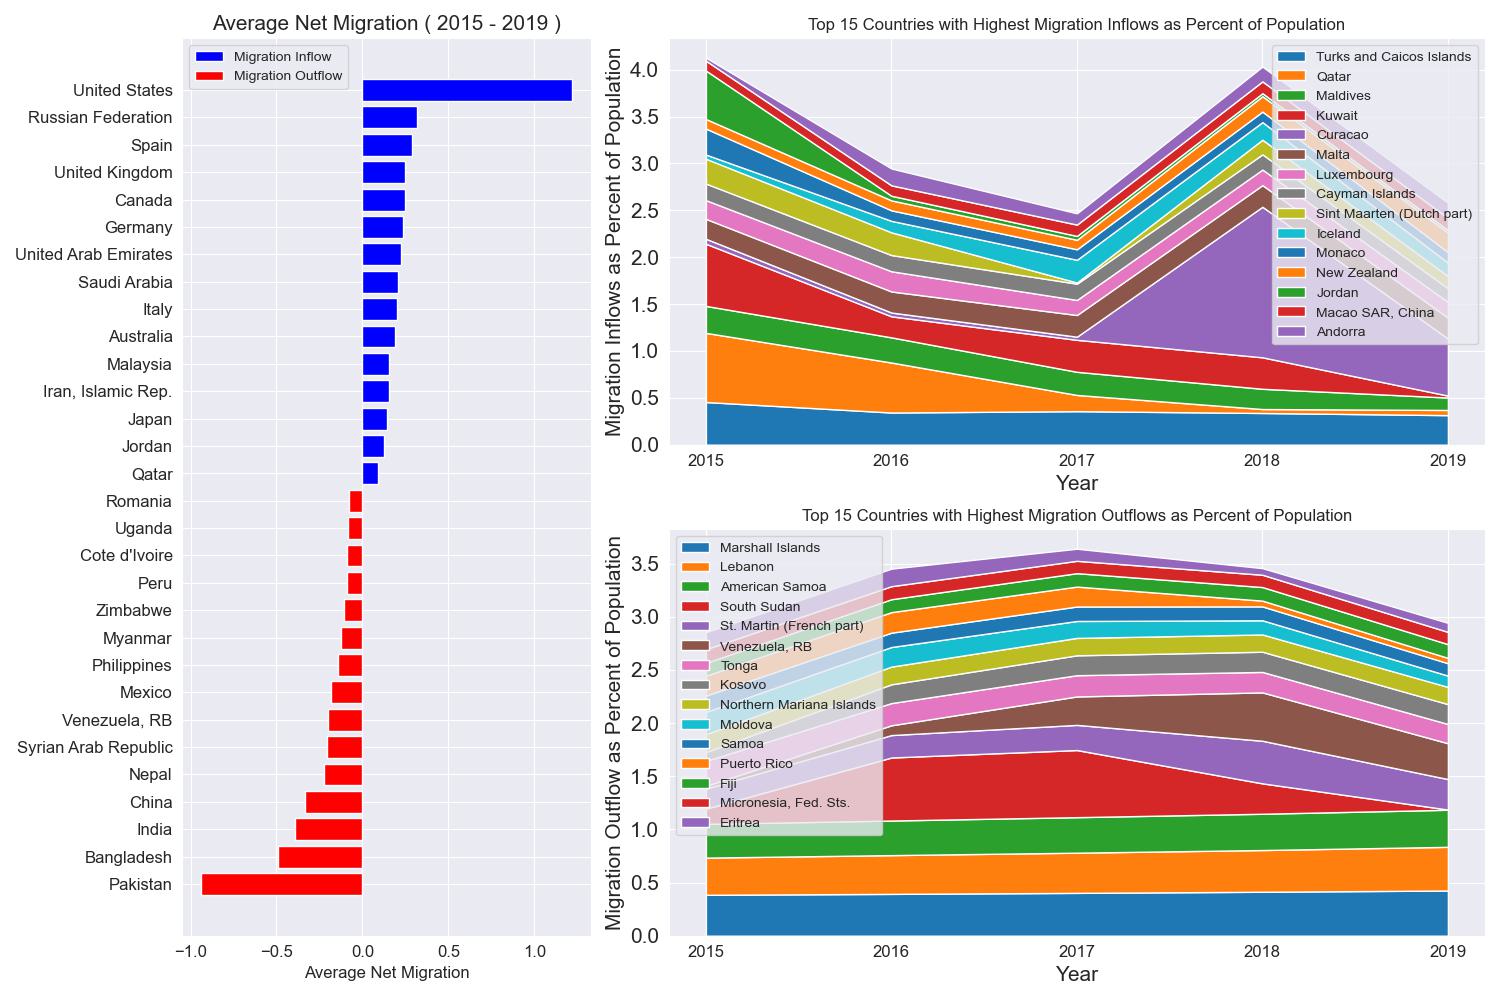 Average Net Migration ( 2015 - 2019 )
Migration Inflow
Migration Outflow
United States
Russian Federation
Spain
United Kingdom
Canada
Germany
United Arab Emirates
Saudi Arabia
Italy
Australia
Malaysia
Iran, Islamic Rep.
Japan
Jordan
Qatar
Romania
Uganda
Cote d'Ivoire
Peru
Zimbabwe
Myanmar
Philippines
Mexico
Venezuela, RB
Syrian Arab Republic
Nepal
China
India
Bangladesh
Pakistan
−1.0 −0.5 0.0 0.5 1.0
Average Net Migration
Top 15 Countries with Highest Migration Inflows as Percent of Population
Migration Inflows as Percent of Population
4.0
3.5
3.0
2.5
2.0
1.5
1.0
0.5
0.0
Turks and Caicos Islands
Qatar
Maldives
Kuwait
Curacao
Malta
Luxembourg
Cayman Islands
Sint Maarten (Dutch part)
Iceland
Monaco
New Zealand
Jordan
Macao SAR, China
Andorra
2015 2016 2017 2018 2019
Year
Top 15 Countries with Highest Migration Outflows as Percent of Population
Migration Outflow as Percent of Population
3.5
3.0
2.5
2.0
1.5
1.0
0.5
0.0
Marshall Islands
Lebanon
American Samoa
South Sudan
St. Martin (French part)
Venezuela, RB
Tonga
Kosovo
Northern Mariana Islands
Moldova
Samoa
Puerto Rico
Fiji
Micronesia, Fed. Sts.
Eritrea
2015 2016 2017 2018 2019
Year